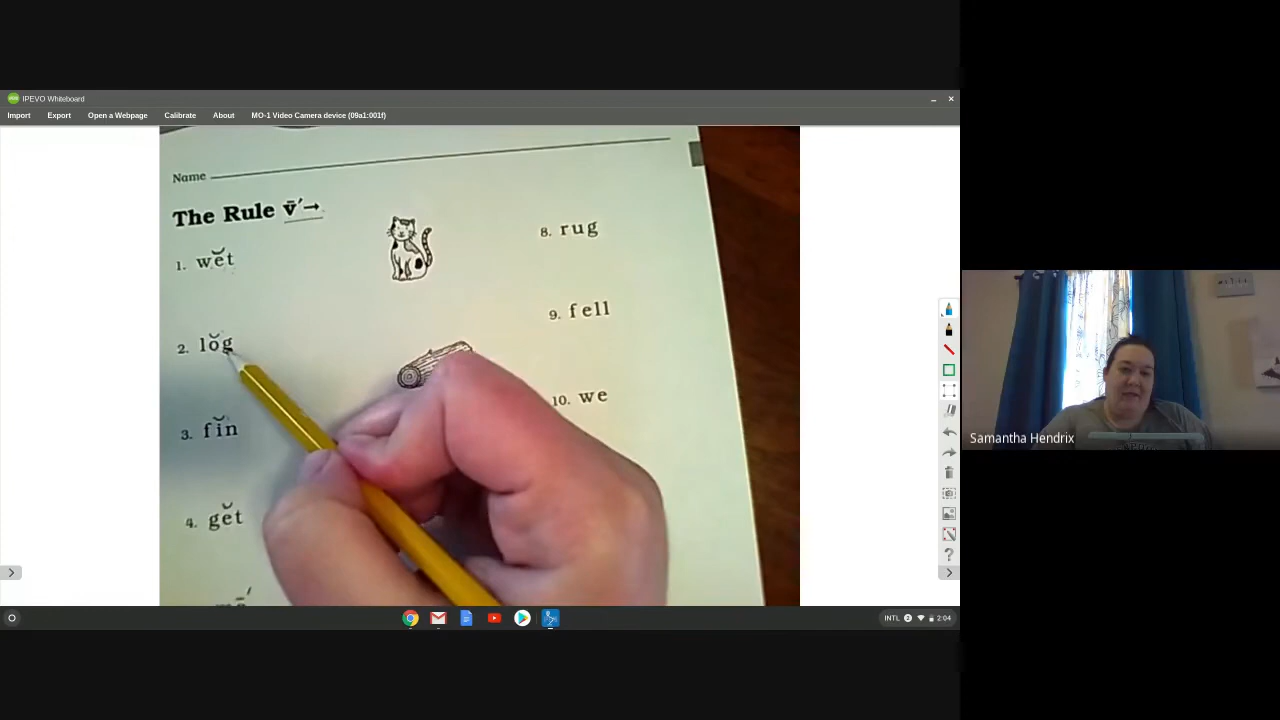 IPEVO Whiteboard
Import Export Open a Webpage Calibrate About MO-1 Video Camera device (09a1:001f)
Name
The Rule v̄′→
1. wĕt
2. lŏg
3. fĭn
4. gĕt
8. rug
9. fell
10. we
Samantha Hendrix
INTL 2 2:04